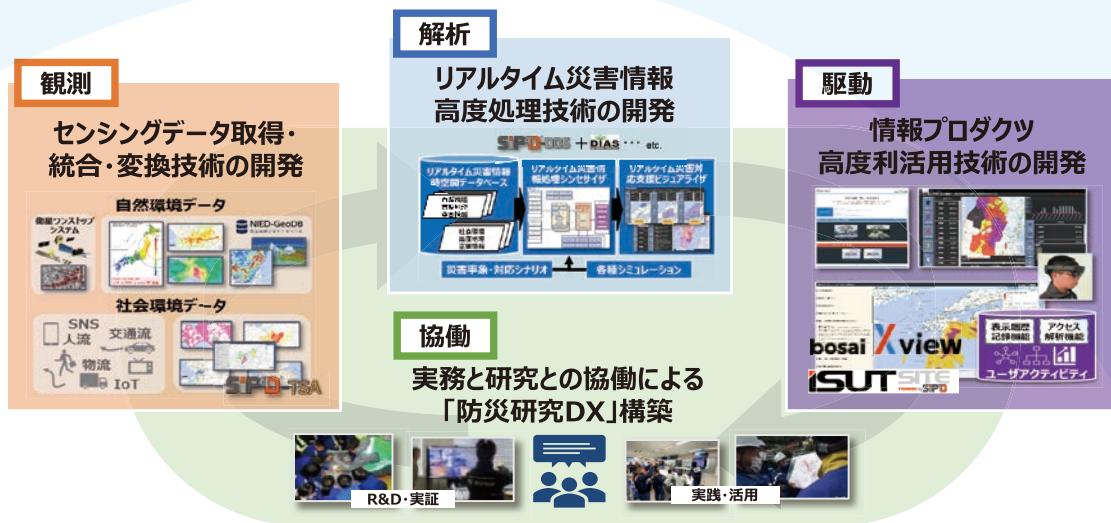 観測
センシングデータ取得・
統合・変換技術の開発
自然環境データ
衛星ワンストップ
システム
NIED-GeoDB
社会環境データ
SNS
人流
交通流
物流
IoT
SIP4D-TSA
解析
リアルタイム災害情報
高度処理技術の開発
SIP4D-DDS + DIAS ・・・ etc.
リアルタイム災害情報
時空間データベース
リアルタイム災害情
報処理シンセサイザ
リアルタイム災害対
応支援ビジュアライザ
災害事象・対応シナリオ
各種シミュレーション
協働
実務と研究との協働による
「防災研究DX」構築
R&D・実証
実践・活用
駆動
情報プロダクツ
高度利活用技術の開発
bosai Xview
ISUT SITE
表示履歴
記録機能
アクセス
解析機能
ユーザアクティビティ